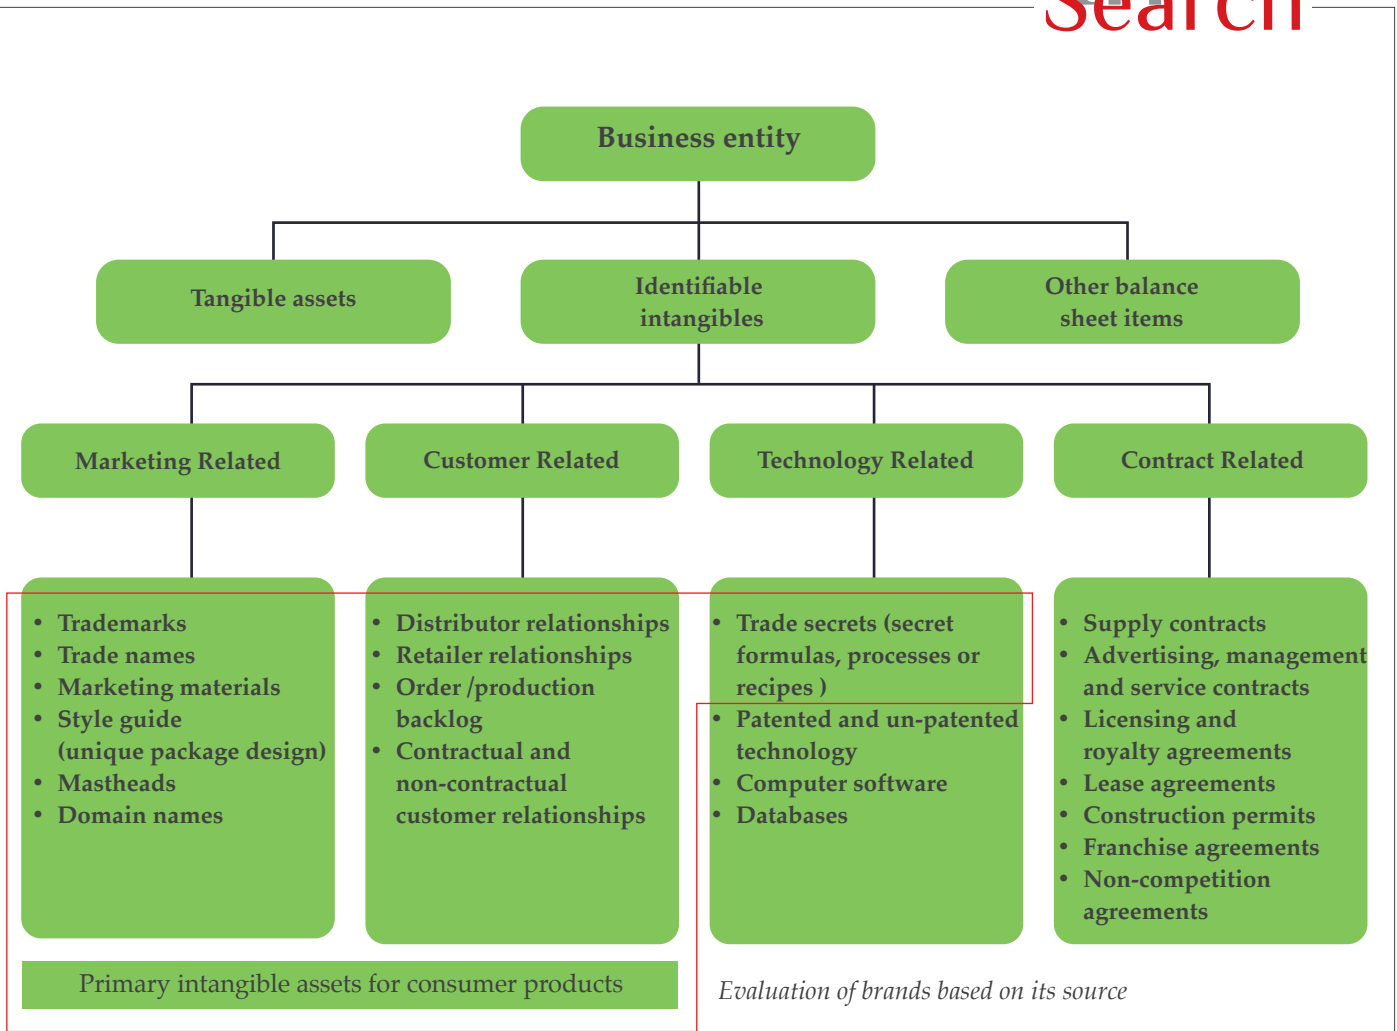 Search
Business entity
Tangible assets
Identifiable
intangibles
Other balance
sheet items
Marketing Related
Customer Related
Technology Related
Contract Related
• Trademarks
• Trade names
• Marketing materials
• Style guide
(unique package design)
• Mastheads
• Domain names
• Distributor relationships
• Retailer relationships
• Order /production
backlog
• Contractual and
non-contractual
customer relationships
• Trade secrets (secret
formulas, processes or
recipes )
• Patented and un-patented
technology
• Computer software
• Databases
• Supply contracts
• Advertising, management
and service contracts
• Licensing and
royalty agreements
• Lease agreements
• Construction permits
• Franchise agreements
• Non-competition
agreements
Primary intangible assets for consumer products
Evaluation of brands based on its source